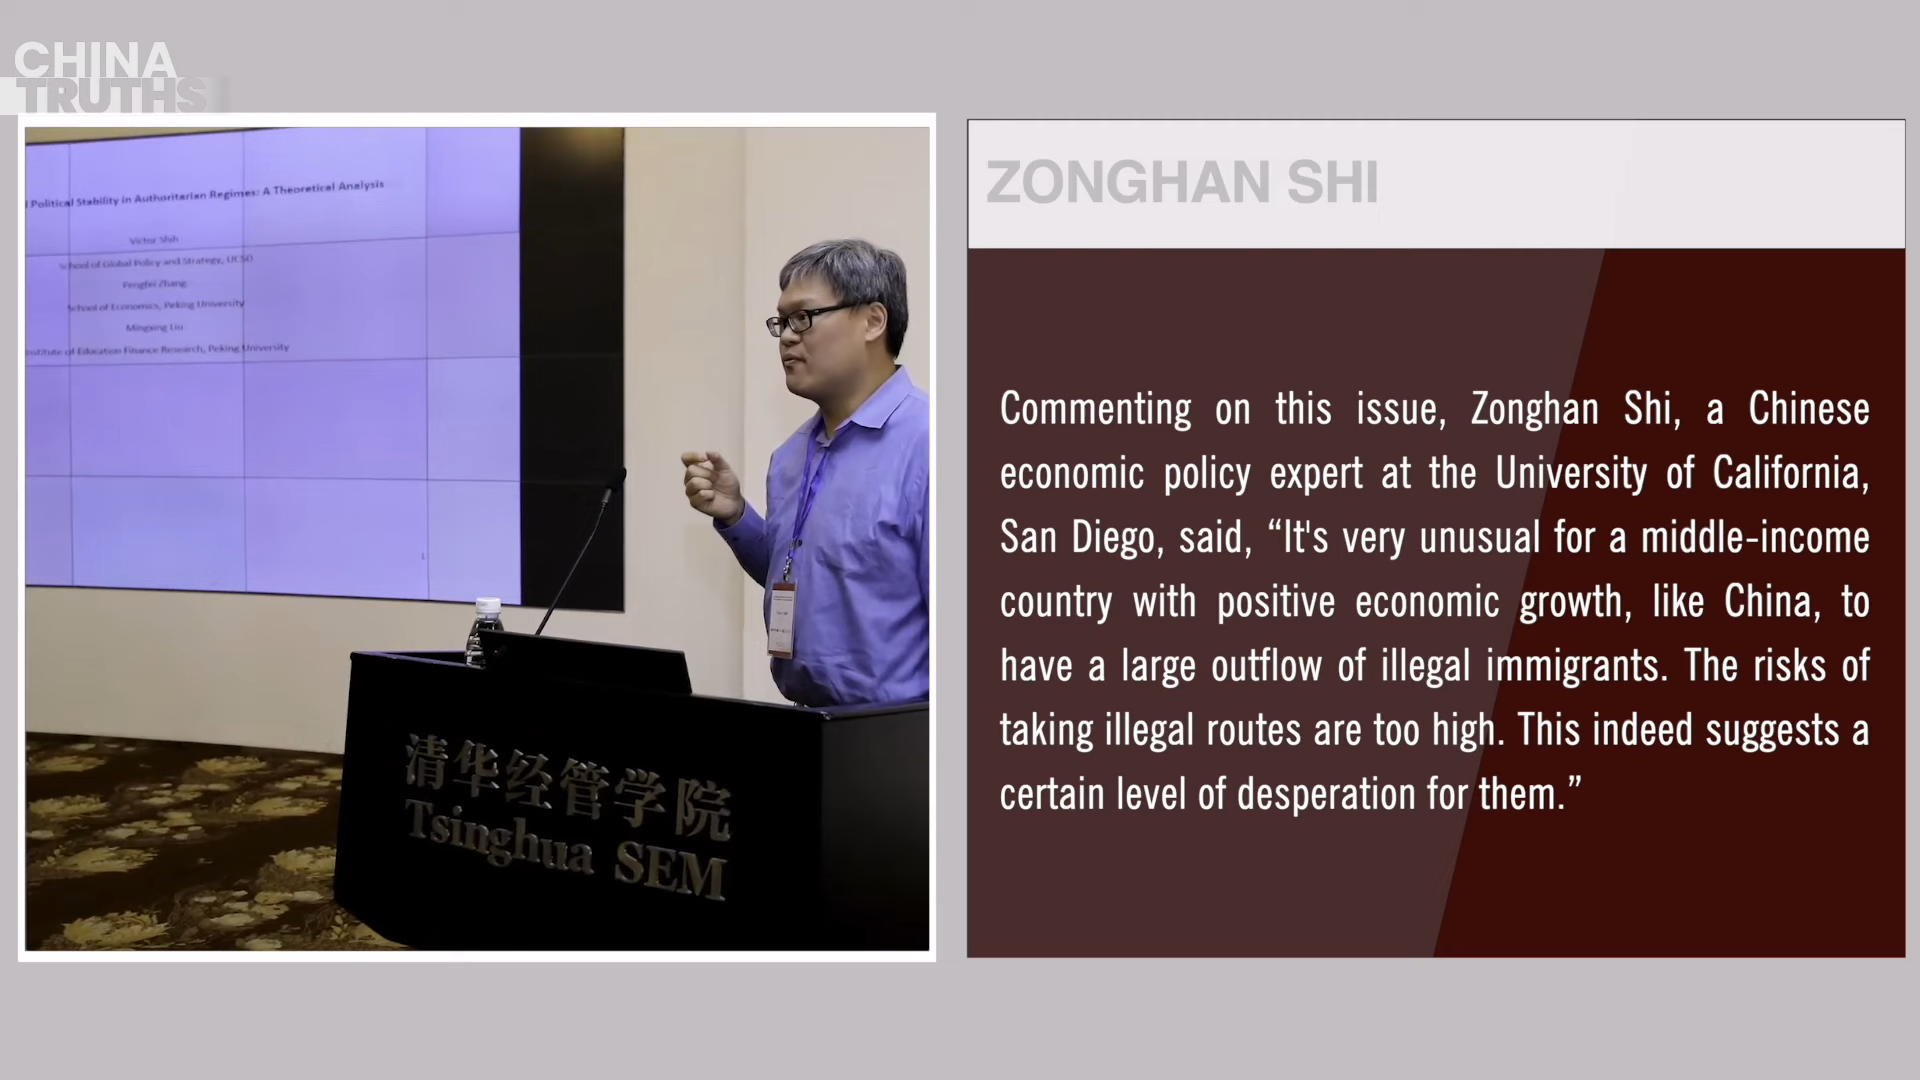 CHINA
TRUTHS
Political Stability in Authoritarian Regimes: A Theoretical Analysis
Victor Shih
School of Global Policy and Strategy, UCSD
Fengfei Zhang
School of Economics, Peking University
Mingxing Liu
Institute of Education Finance Research, Peking University
1
清华经管学院
Tsinghua SEM
ZONGHAN SHI
Commenting on this issue, Zonghan Shi, a Chinese
economic policy expert at the University of California,
San Diego, said, “It's very unusual for a middle-income
country with positive economic growth, like China, to
have a large outflow of illegal immigrants. The risks of
taking illegal routes are too high. This indeed suggests a
certain level of desperation for them.”